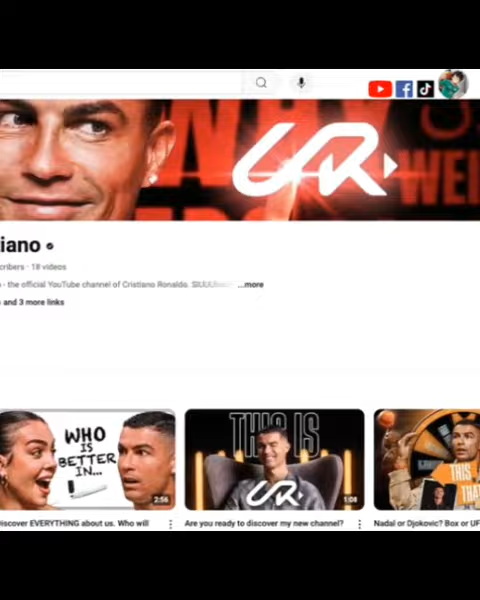 UR
WEI
iano
cribers · 18 videos
- the official YouTube channel of Cristiano Ronaldo. SIUUU ...more
and 3 more links
WHO
IS
BETTER
IN...
2:56
THIS IS
UR
1:08
THIS
THA
iscover EVERYTHING about us. Who will
Are you ready to discover my new channel?
Nadal or Djokovic? Box or UF